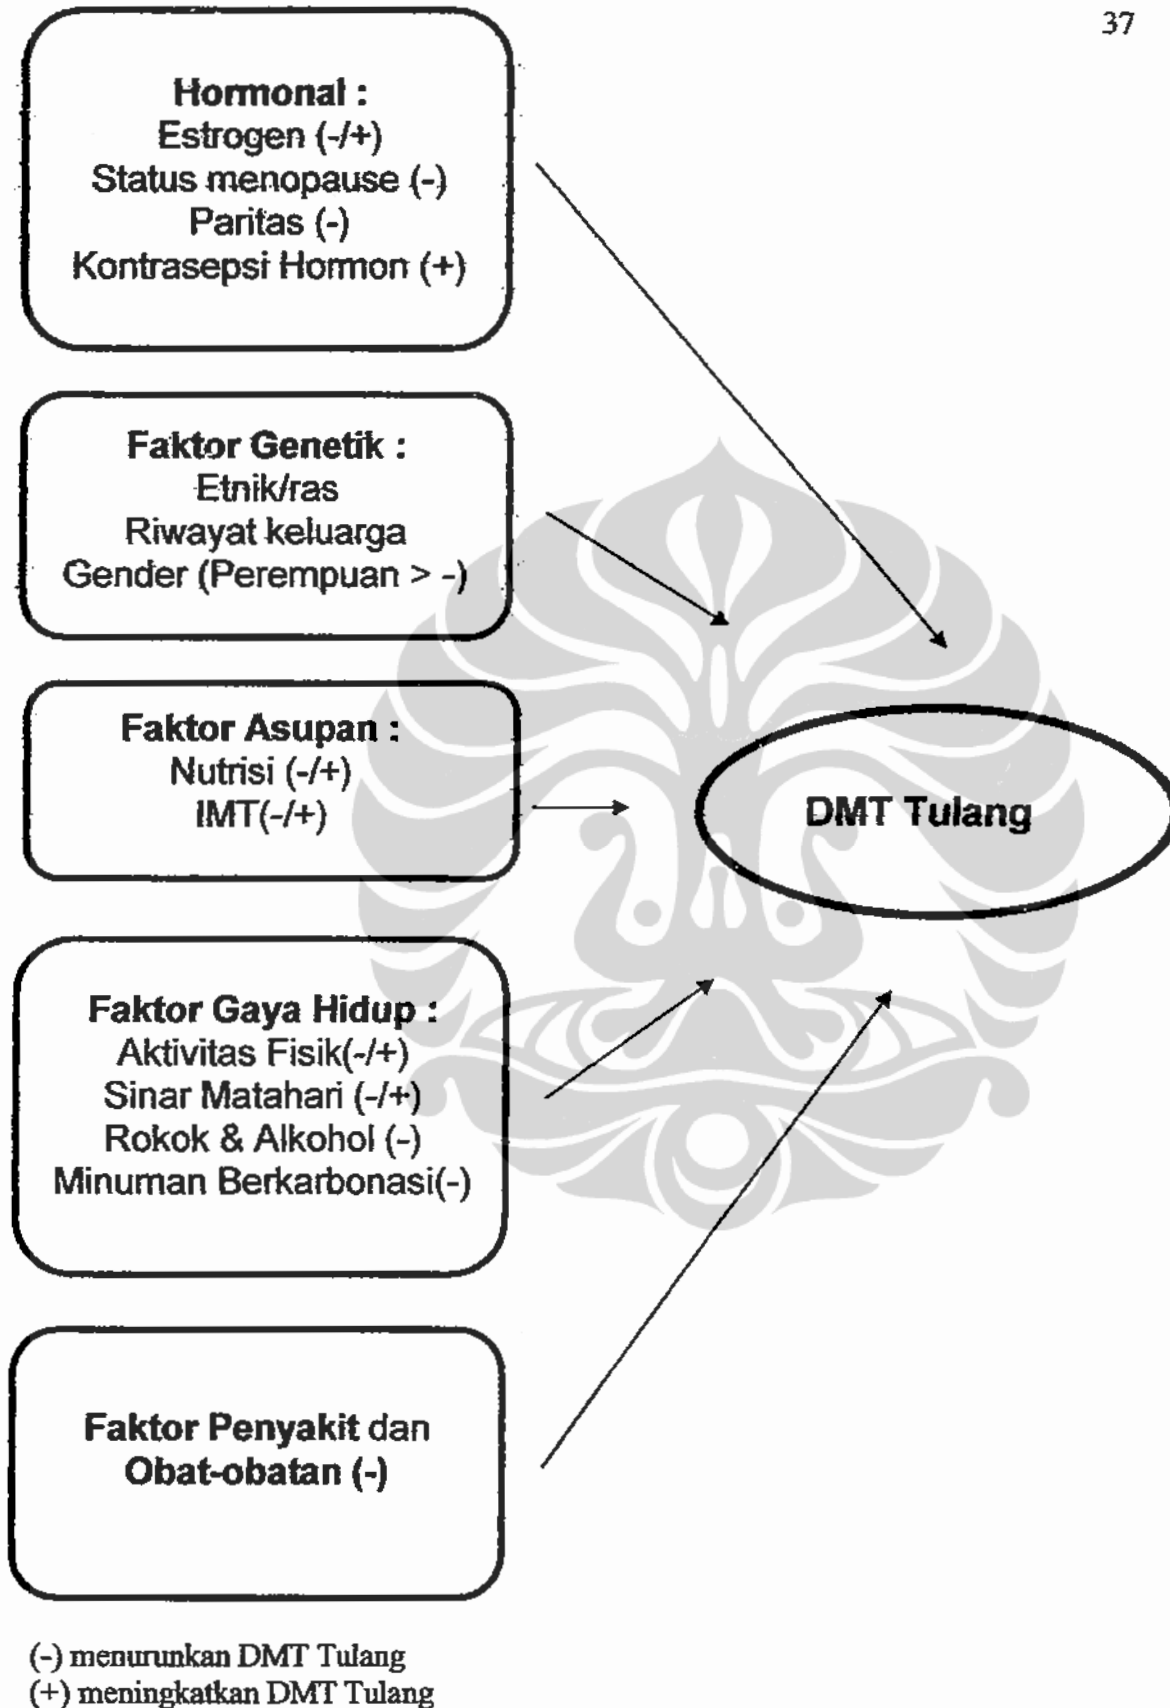 37
Hormonal :
Estrogen (-/+)
Status menopause (-)
Paritas (-)
Kontrasepsi Hormon (+)
Faktor Genetik :
Etnik/ras
Riwayat keluarga
Gender (Perempuan > -)
Faktor Asupan :
Nutrisi (-/+)
IMT(-/+)
DMT Tulang
Faktor Gaya Hidup :
Aktivitas Fisik(-/+)
Sinar Matahari (-/+)
Rokok & Alkohol (-)
Minuman Berkarbonasi(-)
Faktor Penyakit dan
Obat-obatan (-)
(-) menurunkan DMT Tulang
(+) meningkatkan DMT Tulang